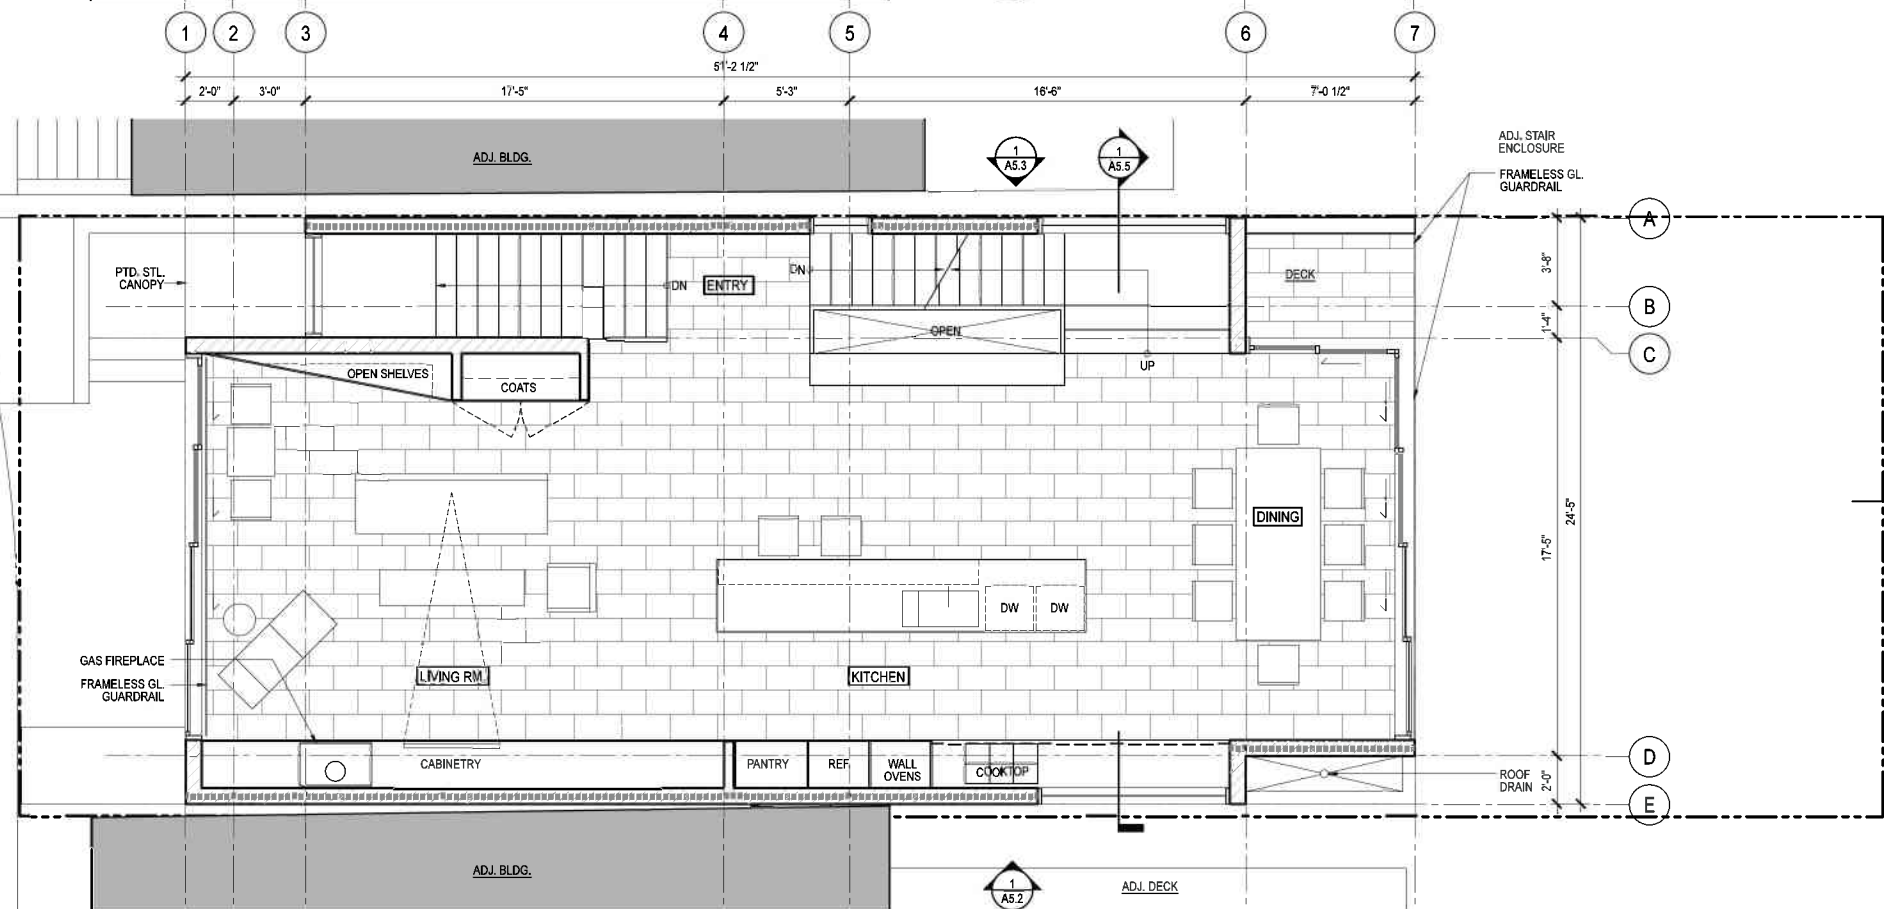 1 2 3 4 5 6 7
51'-2 1/2"
2'-0" 3'-0" 17'-5" 5'-3" 16'-6" 7'-0 1/2"
ADJ. BLDG.
1
A5.3
1
A5.5
ADJ. STAIR
ENCLOSURE
FRAMELESS GL.
GUARDRAIL
A
PTD. STL.
CANOPY
DN
ENTRY
DN
DECK
3'-8"
B
OPEN
1'-4"
C
UP
OPEN SHELVES
COATS
DINING
17'-5"
24'-5"
DW DW
GAS FIREPLACE
FRAMELESS GL.
GUARDRAIL
LIVING RM.
KITCHEN
CABINETRY
PANTRY
REF.
WALL
OVENS
COOKTOP
D
ROOF
DRAIN
2'-0"
E
ADJ. BLDG.
1
A5.2
ADJ. DECK